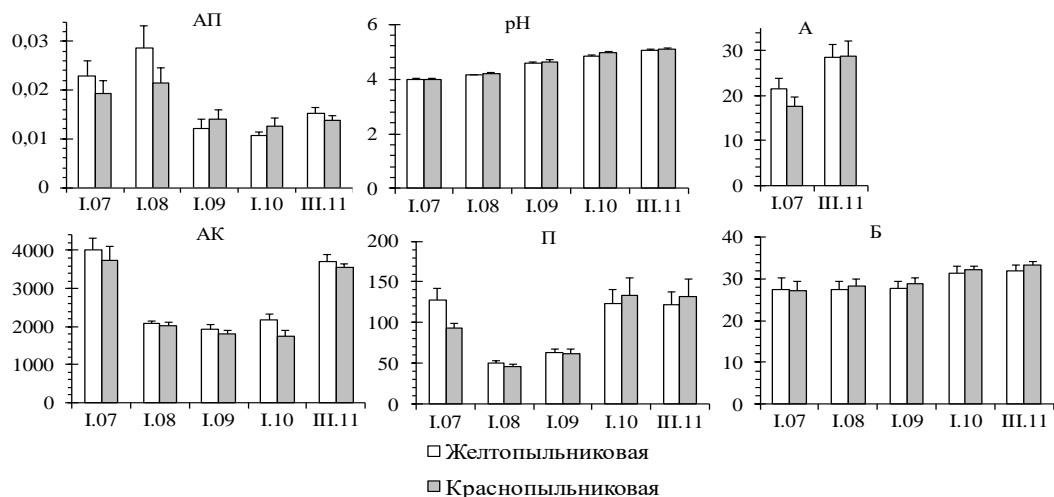 АП
0,03
0,02
0,01
0
I.07 I.08 I.09 I.10 III.11
pH
6
4
2
0
I.07 I.08 I.09 I.10 III.11
А
30
20
10
0
I.07 III.11
АК
4000
3000
2000
1000
0
I.07 I.08 I.09 I.10 III.11
П
200
150
100
50
0
I.07 I.08 I.09 I.10 III.11
Б
40
30
20
10
0
I.07 I.08 I.09 I.10 III.11
Желтопыльниковая
Краснопыльниковая